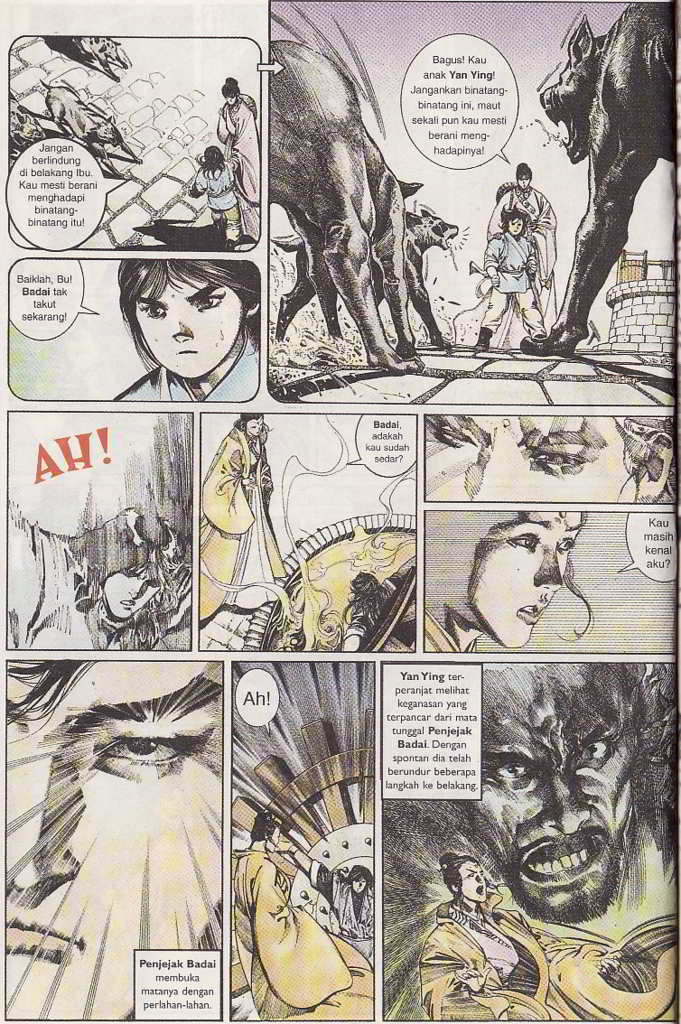 Jangan
berlindung
di belakang Ibu.
Kau mesti berani
menghadapi
binatang-
binatang itu!
Bagus! Kau
anak Yan Ying!
Jangankan binatang-
binatang ini, maut
sekali pun kau mesti
berani meng-
hadapinya!
Baiklah, Bu!
Badai tak
takut
sekarang!
AH!
Badai,
adakah
kau sudah
sedar?
Kau
masih
kenal
aku?
Penjejak Badai
membuka
matanya dengan
perlahan-lahan.
Ah!
Yan Ying ter-
peranjat melihat
keganasan yang
terpancar dari mata
tunggal Penjejak
Badai. Dengan
spontan dia telah
berundur beberapa
langkah ke belakang.